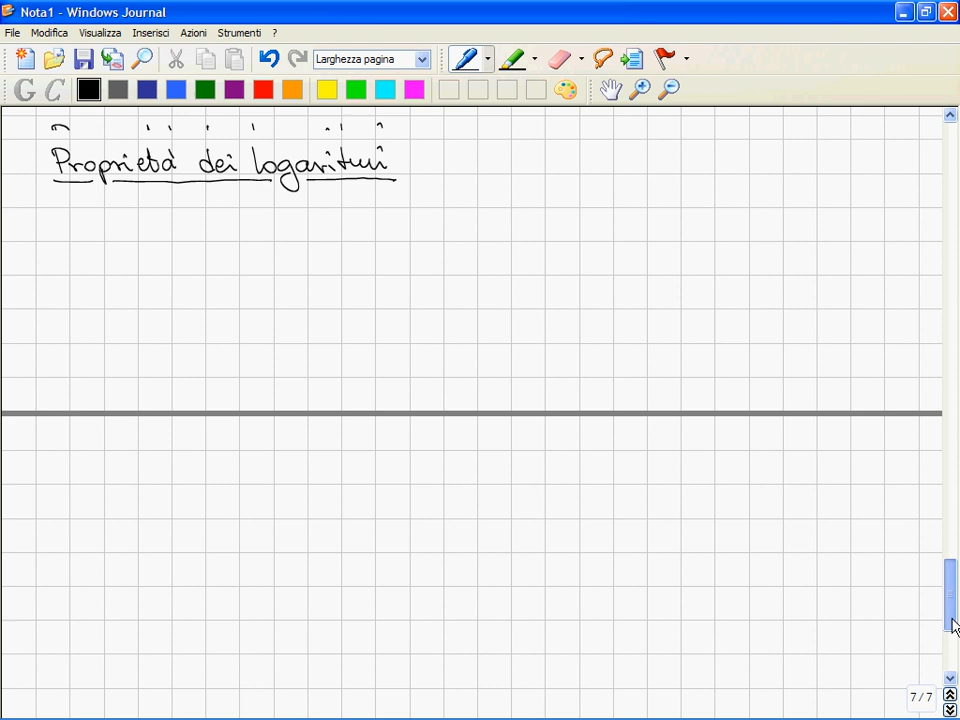 Nota1 - Windows Journal
File Modifica Visualizza Inserisci Azioni Strumenti ?
Larghezza pagina
G C
Proprietà dei logaritmi
7 / 7